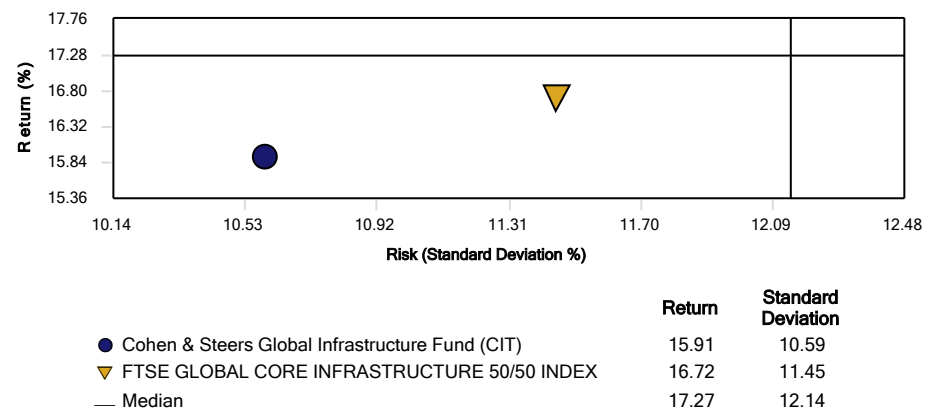 17.76
17.28
16.80
16.32
15.84
15.36
Return (%)
10.14 10.53 10.92 11.31 11.70 12.09 12.48
Risk (Standard Deviation %)
Return Standard Deviation
Cohen & Steers Global Infrastructure Fund (CIT) 15.91 10.59
FTSE GLOBAL CORE INFRASTRUCTURE 50/50 INDEX 16.72 11.45
Median 17.27 12.14